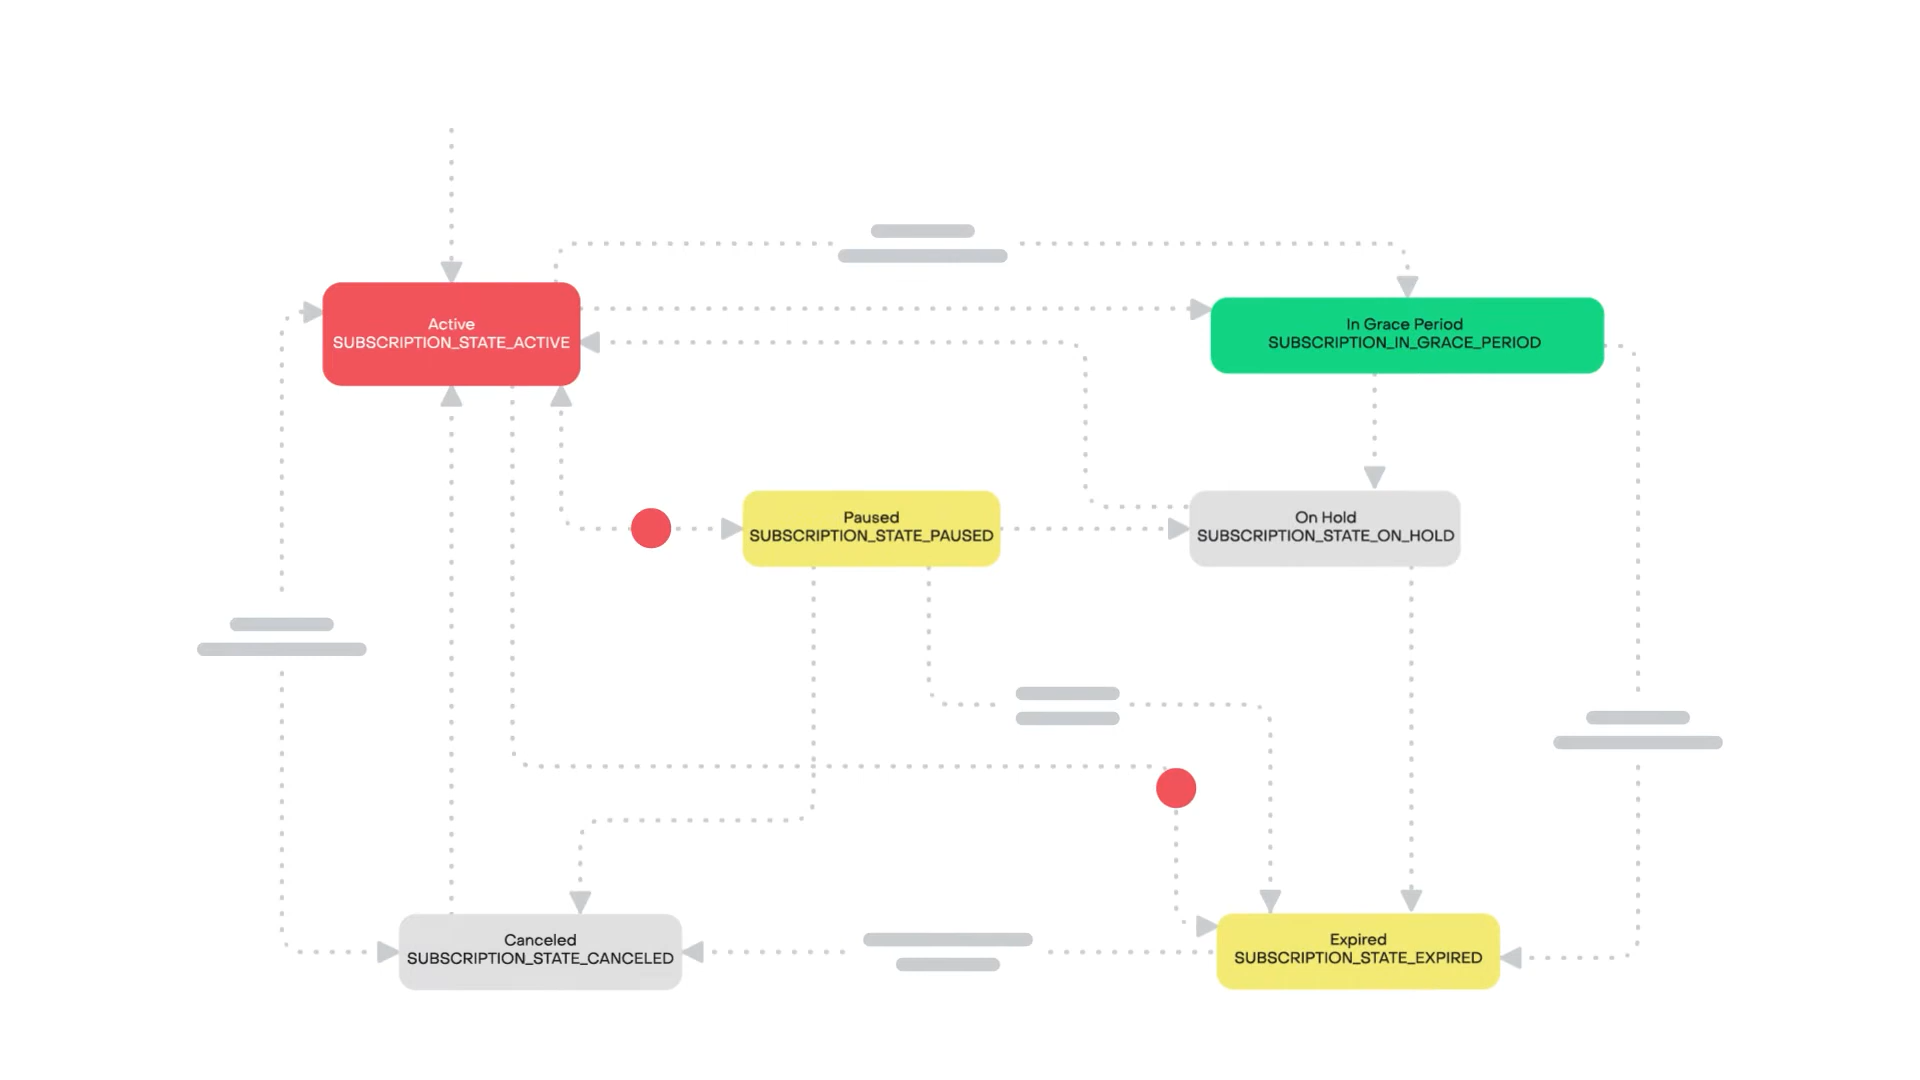 Active
SUBSCRIPTION_STATE_ACTIVE
In Grace Period
SUBSCRIPTION_IN_GRACE_PERIOD
Paused
SUBSCRIPTION_STATE_PAUSED
On Hold
SUBSCRIPTION_STATE_ON_HOLD
Canceled
SUBSCRIPTION_STATE_CANCELED
Expired
SUBSCRIPTION_STATE_EXPIRED